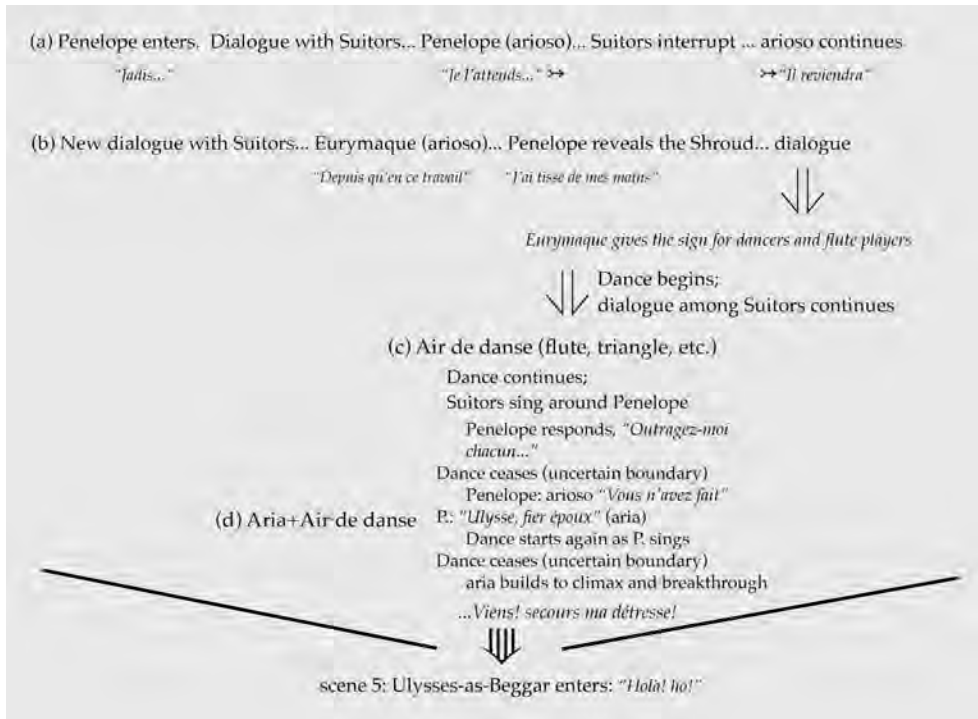 (a) Penelope enters. Dialogue with Suitors... Penelope (arioso)... Suitors interrupt ... arioso continues
"Jadis..." "Je l'attends..." ↣ ↣ "Il reviendra"
(b) New dialogue with Suitors... Eurymaque (arioso)... Penelope reveals the Shroud... dialogue
"Depuis qu'en ce travail" "J'ai tissé de mes mains"
Eurymaque gives the sign for dancers and flute players
Dance begins;
dialogue among Suitors continues
(c) Air de danse (flute, triangle, etc.)
Dance continues;
Suitors sing around Penelope
Penelope responds, "Outragez-moi
chacun..."
Dance ceases (uncertain boundary)
Penelope: arioso "Vous n'avez fait"
(d) Aria+Air de danse P.: "Ulysse, fier époux" (aria)
Dance starts again as P. sings
Dance ceases (uncertain boundary)
aria builds to climax and breakthrough
...Viens! secours ma détresse!
scene 5: Ulysses-as-Beggar enters: "Holà! ho!"